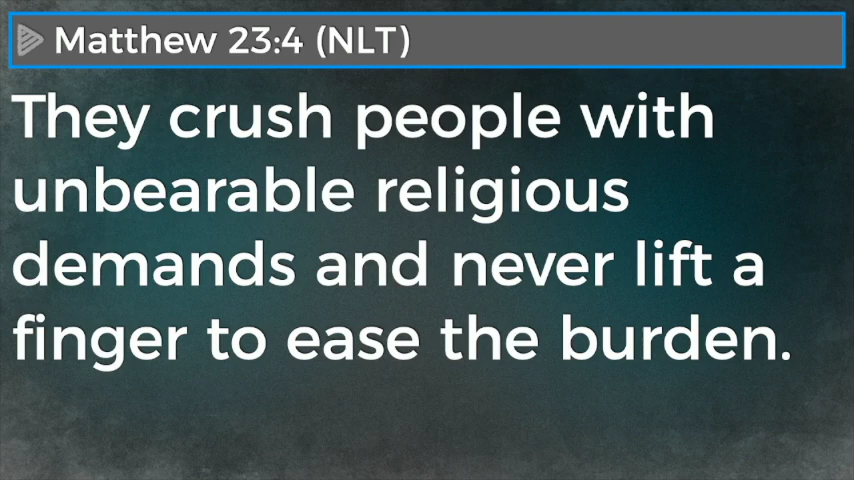 Matthew 23:4 (NLT)
They crush people with
unbearable religious
demands and never lift a
finger to ease the burden.